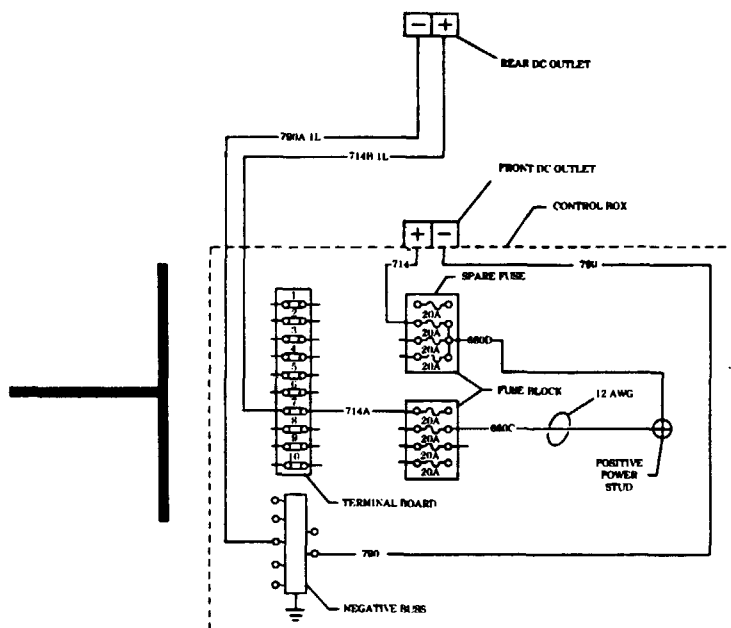 − +
REAR DC OUTLET
790A 1L
714B 1L
FRONT DC OUTLET
CONTROL BOX
+ −
714
790
SPARE FUSE
1
2
3
4
5
6
7
8
9
10
20A
20A
20A
20A
680D
FUSE BLOCK
12 AWG
714A
680C
20A
20A
20A
20A
POSITIVE
POWER
STUD
TERMINAL BOARD
790
NEGATIVE BUSS